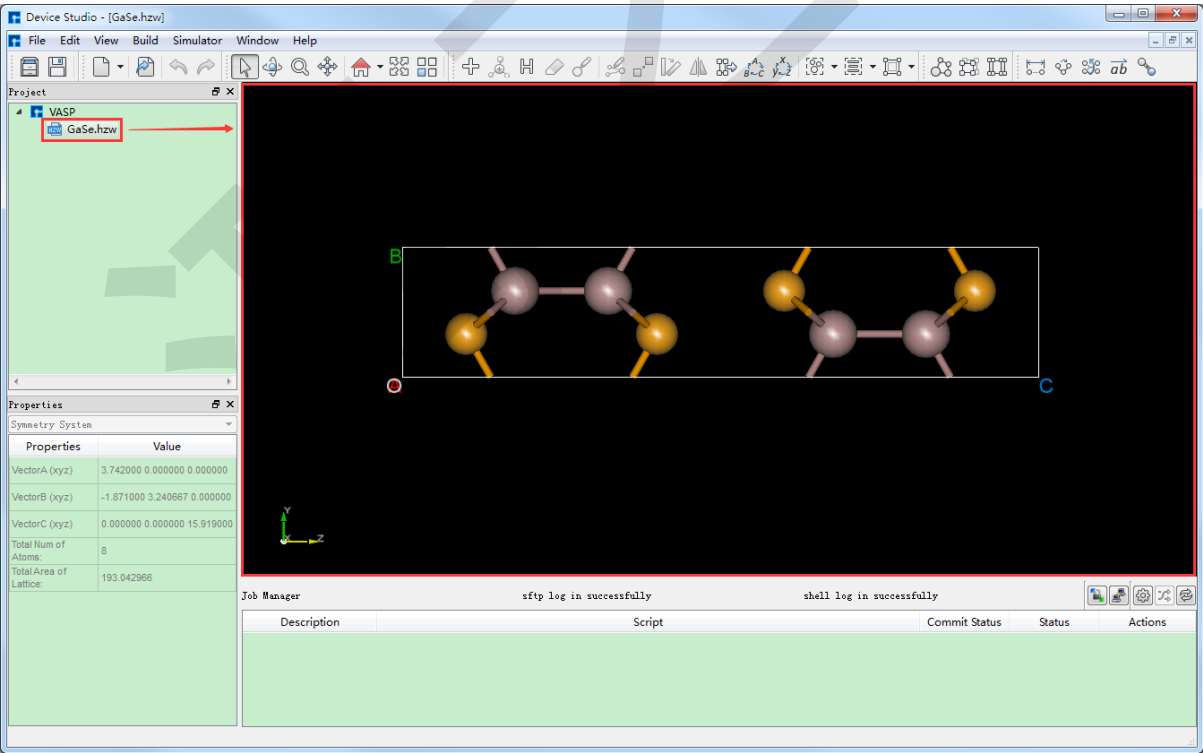 Device Studio - [GaSe.hzw]
File Edit View Build Simulator Window Help
Project
VASP
HZW GaSe.hzw
B
A
C
Y
Z
X
Properties
Symmetry System
Properties Value
VectorA (xyz) 3.742000 0.000000 0.000000
VectorB (xyz) -1.871000 3.240667 0.000000
VectorC (xyz) 0.000000 0.000000 15.919000
Total Num of
Atoms: 8
Total Area of
Lattice: 193.042966
Job Manager sftp log in successfully shell log in successfully
Description Script Commit Status Status Actions